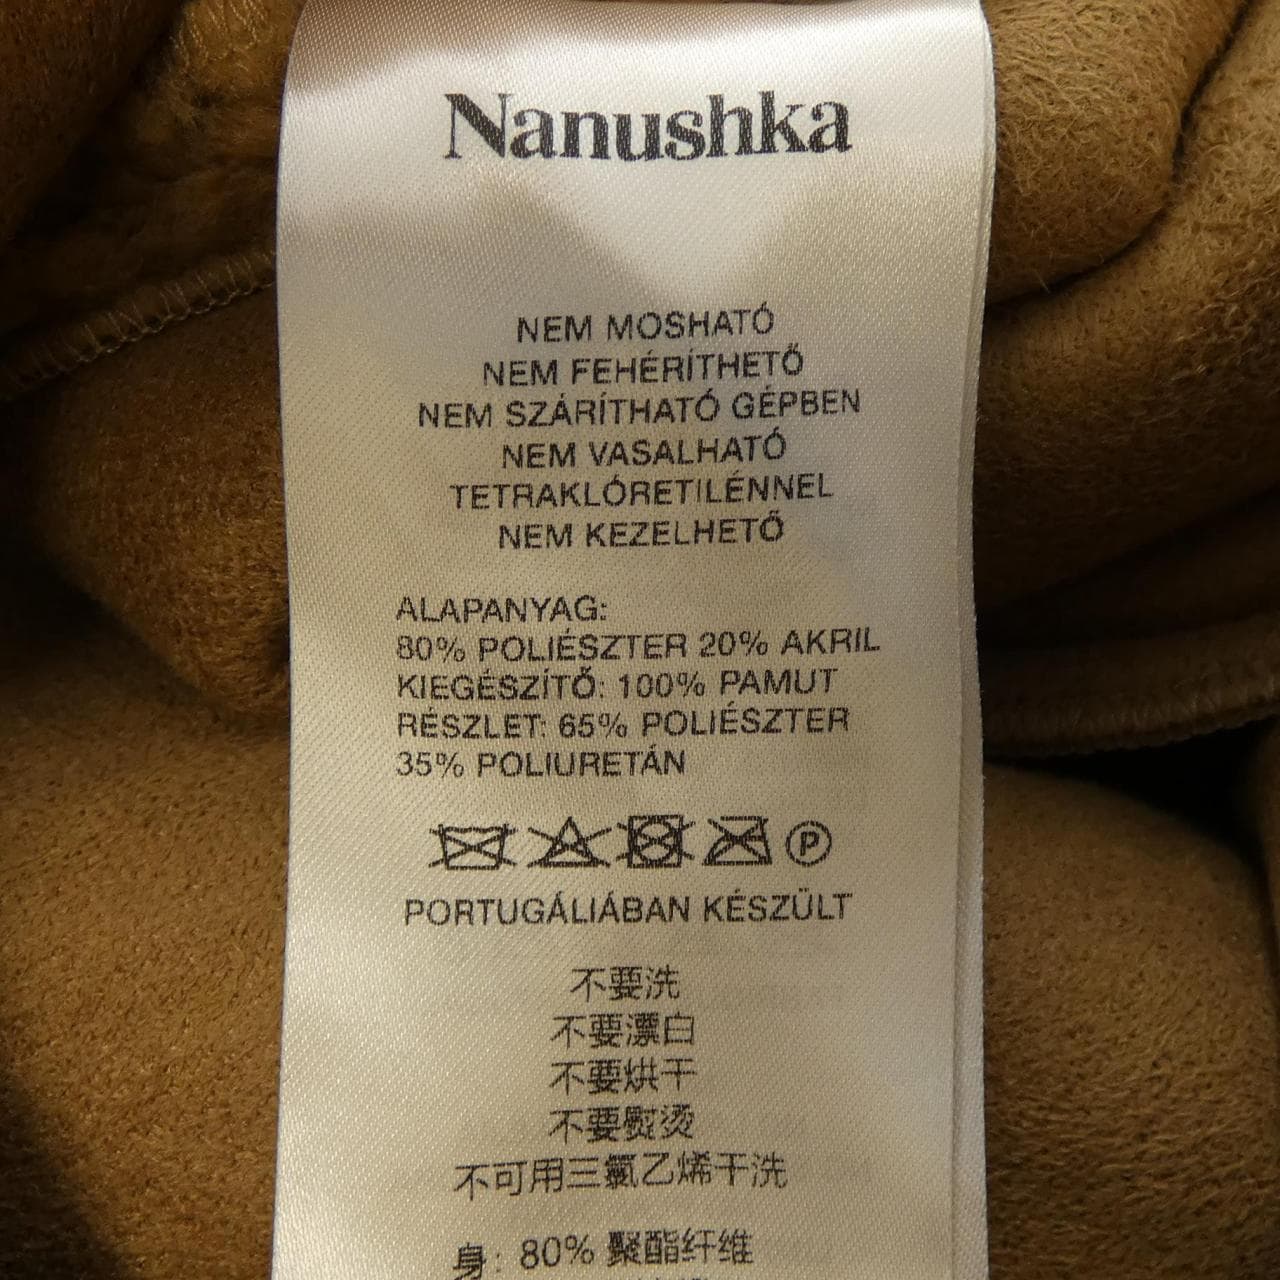 Nanushka
NEM MOSHATÓ
NEM FEHÉRÍTHETŐ
NEM SZÁRÍTHATÓ GÉPBEN
NEM VASALHATÓ
TETRAKLÓRETILÉNNEL
NEM KEZELHETŐ
ALAPANYAG:
80% POLIÉSZTER 20% AKRIL
KIEGÉSZÍTŐ: 100% PAMUT
RÉSZLET: 65% POLIÉSZTER
35% POLIURETÁN
P
PORTUGÁLIÁBAN KÉSZÜLT
不要洗
不要漂白
不要烘干
不要熨烫
不可用三氯乙烯干洗
身: 80% 聚酯纤维